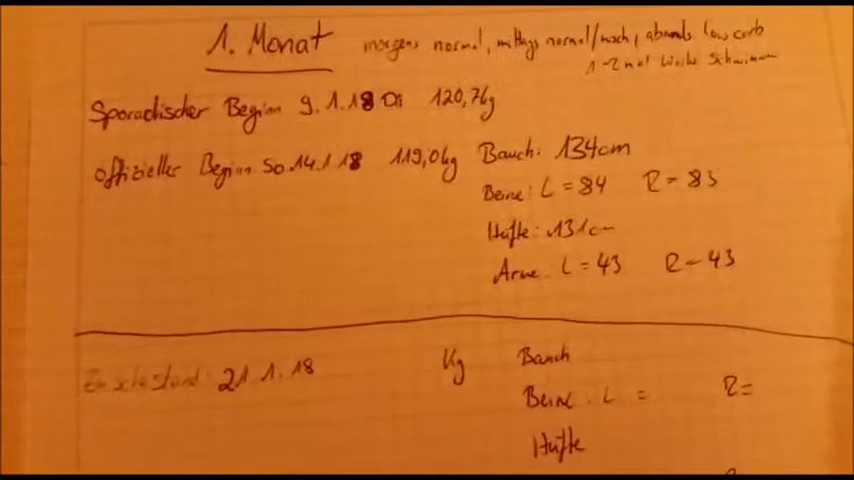 1. Monat morgens normal, mittags normal/noch, abends low carb
1-2 mal Woche Schwimmen
Sporadischer Beginn 9.1.18 Di 120,7kg
offizieller Beginn So.14.1.18 119,0kg Bauch: 134cm
Beine: L = 84 R = 83
Hüfte: 131cm
Arme: L = 43 R = 43
21.1.18 Kg Bauch
Beine: L = R =
Hüfte